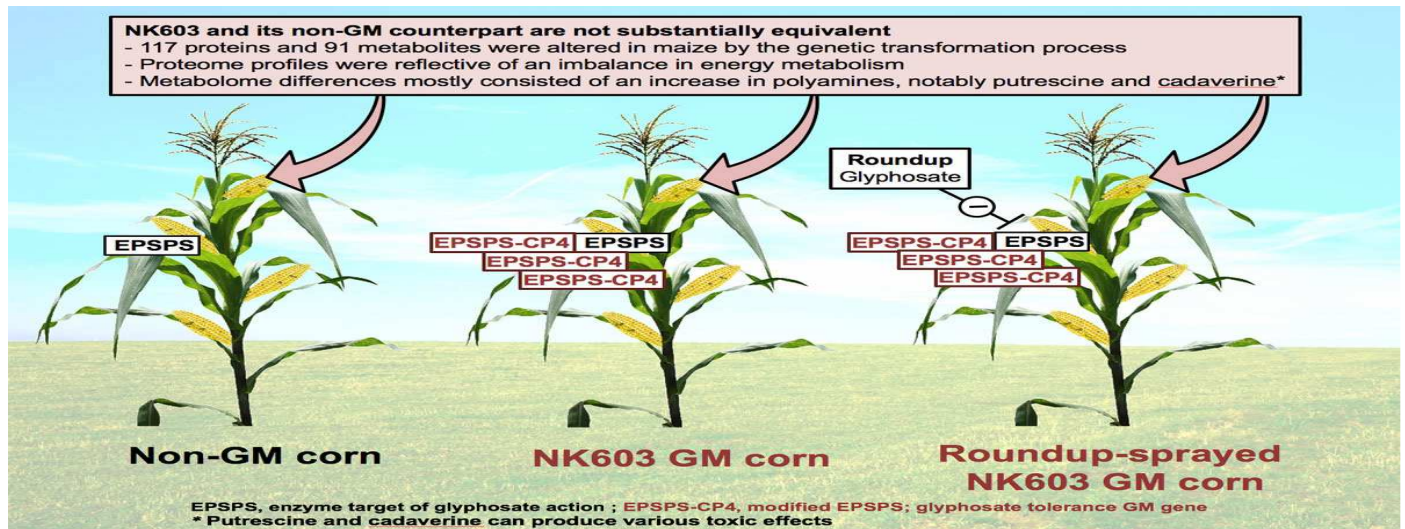 NK603 and its non-GM counterpart are not substantially equivalent
- 117 proteins and 91 metabolites were altered in maize by the genetic transformation process
- Proteome profiles were reflective of an imbalance in energy metabolism
- Metabolome differences mostly consisted of an increase in polyamines, notably putrescine and cadaverine*
Roundup
Glyphosate
EPSPS
EPSPS-CP4 EPSPS
EPSPS-CP4
EPSPS-CP4
EPSPS-CP4 EPSPS
EPSPS-CP4
EPSPS-CP4
Non-GM corn
NK603 GM corn
Roundup-sprayed
NK603 GM corn
EPSPS, enzyme target of glyphosate action ; EPSPS-CP4, modified EPSPS; glyphosate tolerance GM gene
* Putrescine and cadaverine can produce various toxic effects